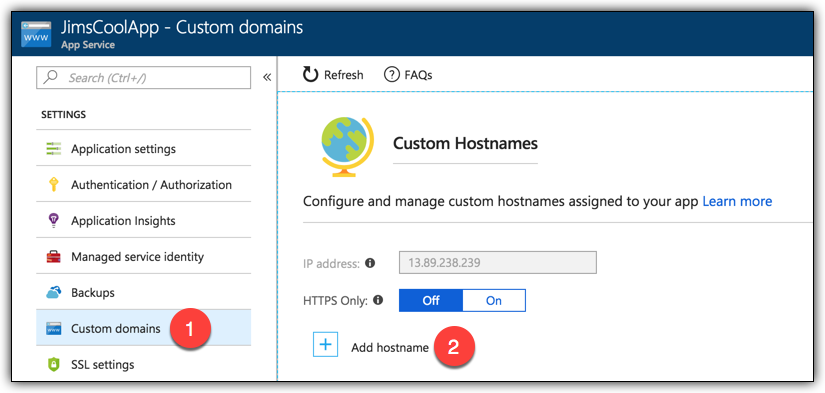 WWW
JimsCoolApp - Custom domains
App Service
Search (Ctrl+/)
«
Refresh
? FAQs
SETTINGS
Application settings
Authentication / Authorization
Application Insights
Managed service identity
Backups
WWW Custom domains 1
SSL settings
Custom Hostnames
Configure and manage custom hostnames assigned to your app Learn more
IP address: 13.89.238.239
HTTPS Only: Off On
+ Add hostname 2